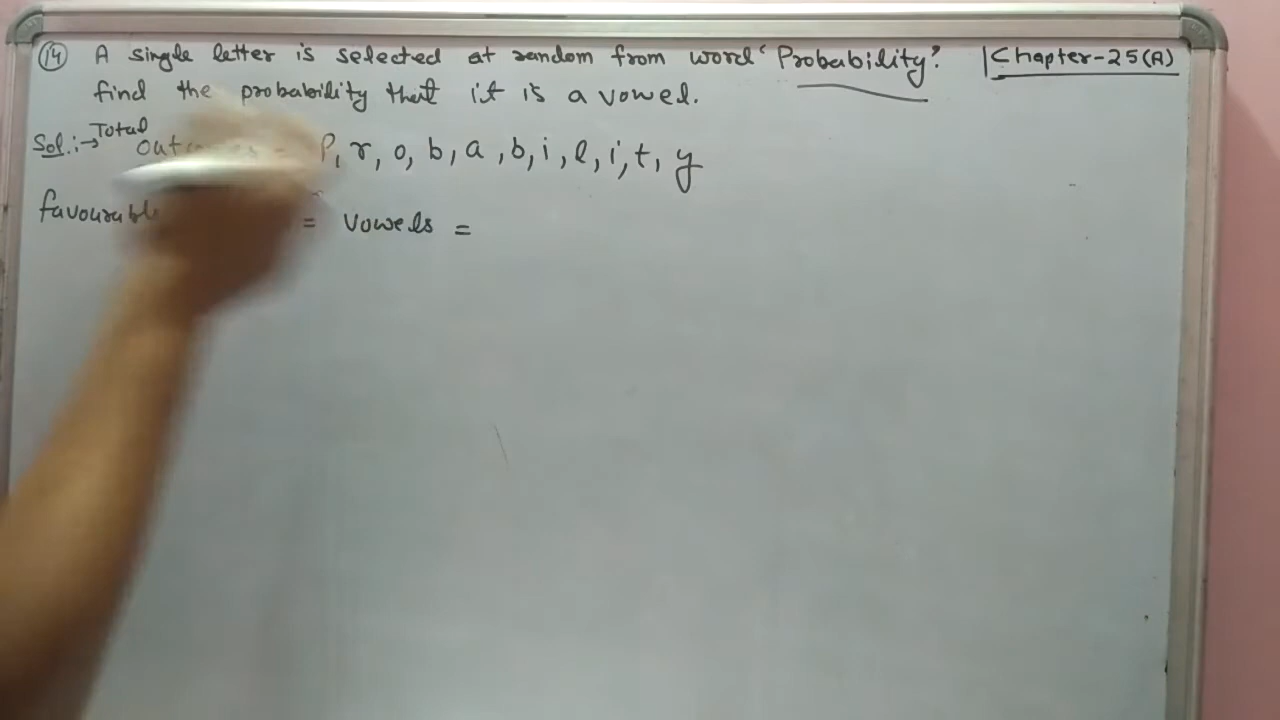 (14) A single letter is selected at random from word 'Probability'. |Chapter-25(A)
find the probability that it is a vowel.
Sol:-> Total P, r, o, b, a, b, i, l, i, t, y
favourable = Vowels =